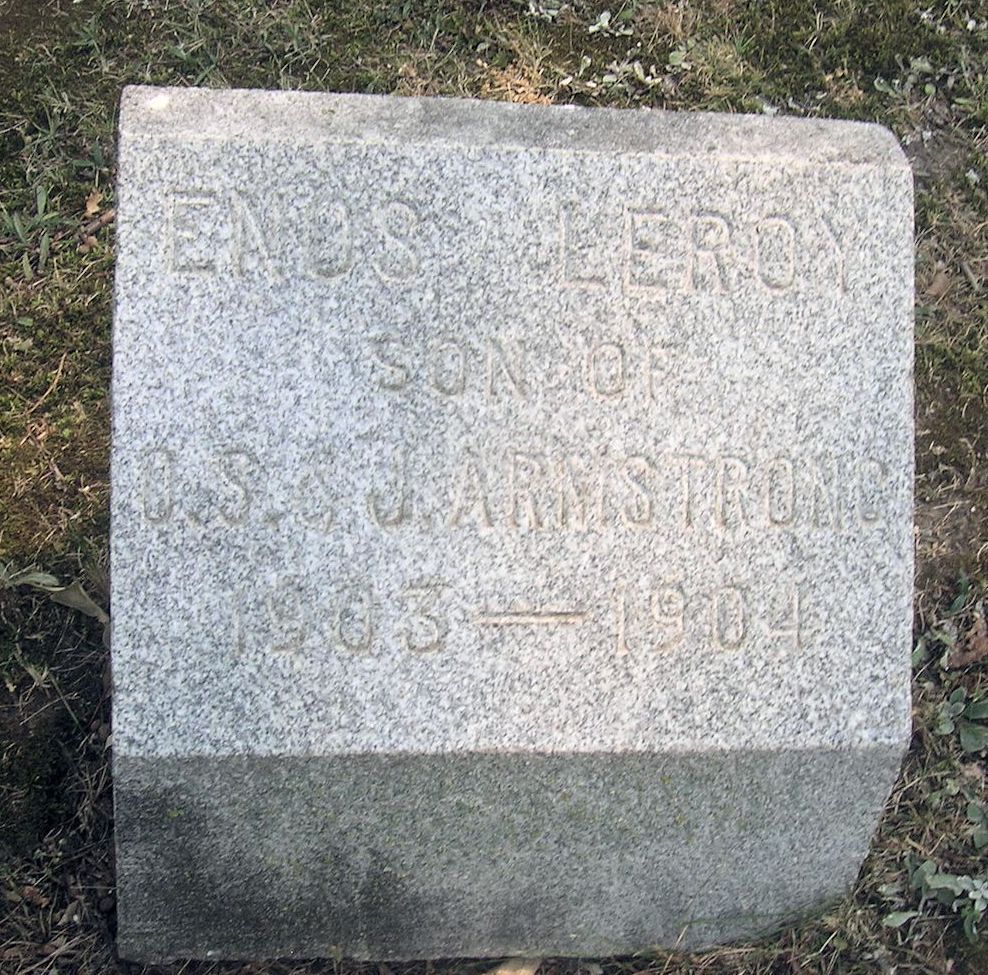 ENOS LEROY
SON OF
O.S. & J. ARMSTRONG
1903—1904